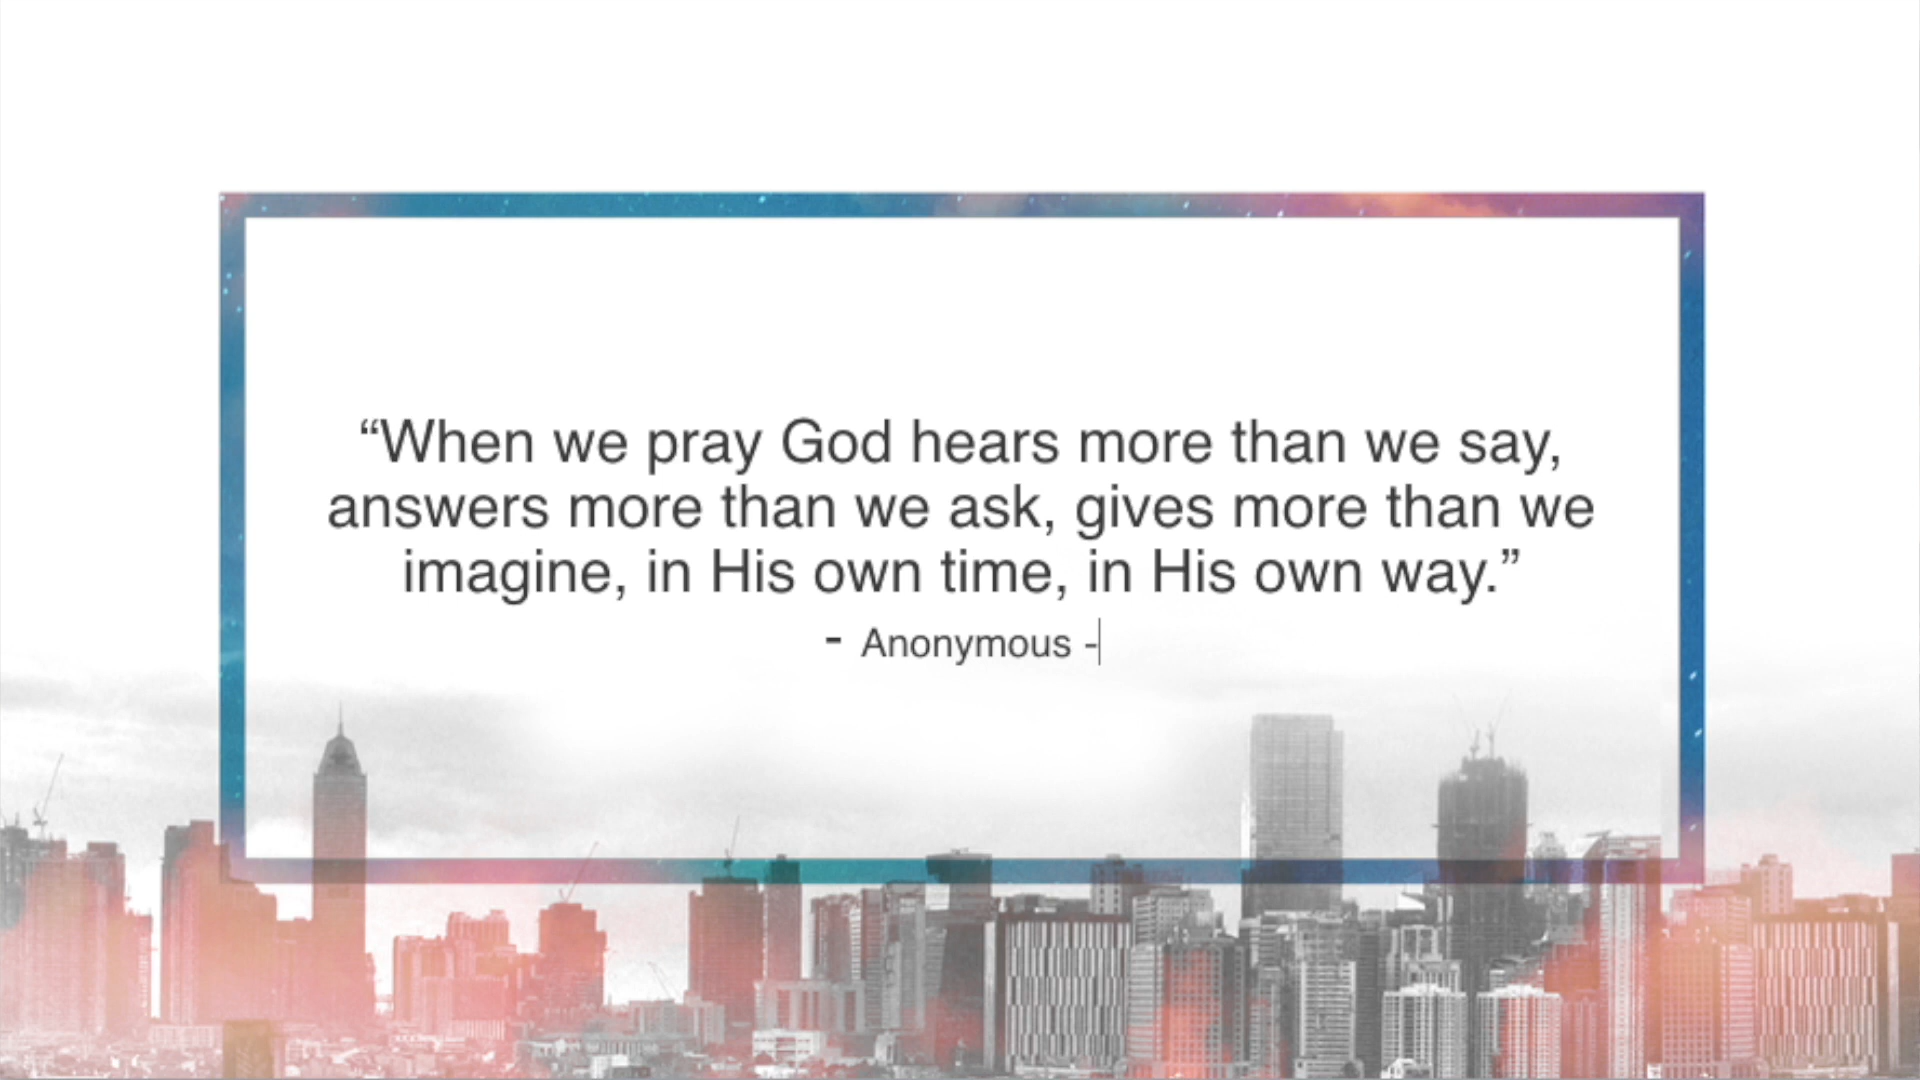 “When we pray God hears more than we say,
answers more than we ask, gives more than we
imagine, in His own time, in His own way.”
- Anonymous -